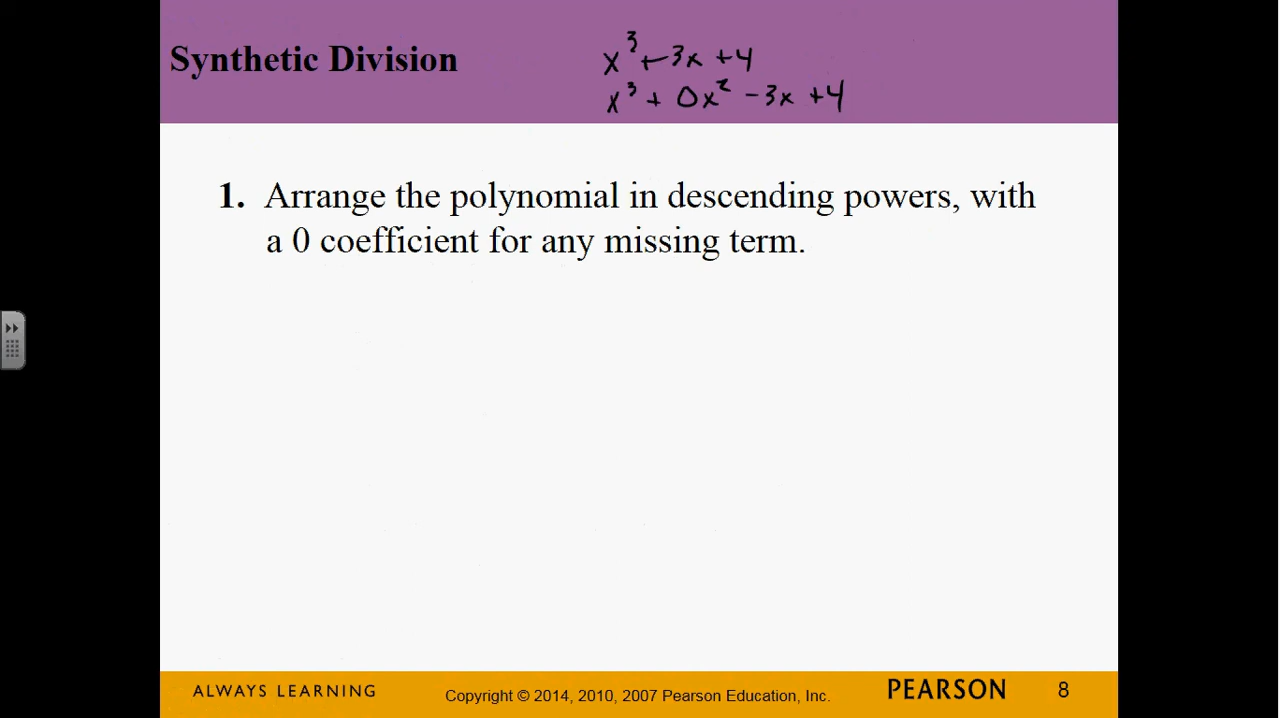 Synthetic Division
x³ - 3x + 4
x³ + 0x² - 3x + 4
1. Arrange the polynomial in descending powers, with
a 0 coefficient for any missing term.
ALWAYS LEARNING
Copyright © 2014, 2010, 2007 Pearson Education, Inc.
PEARSON
8